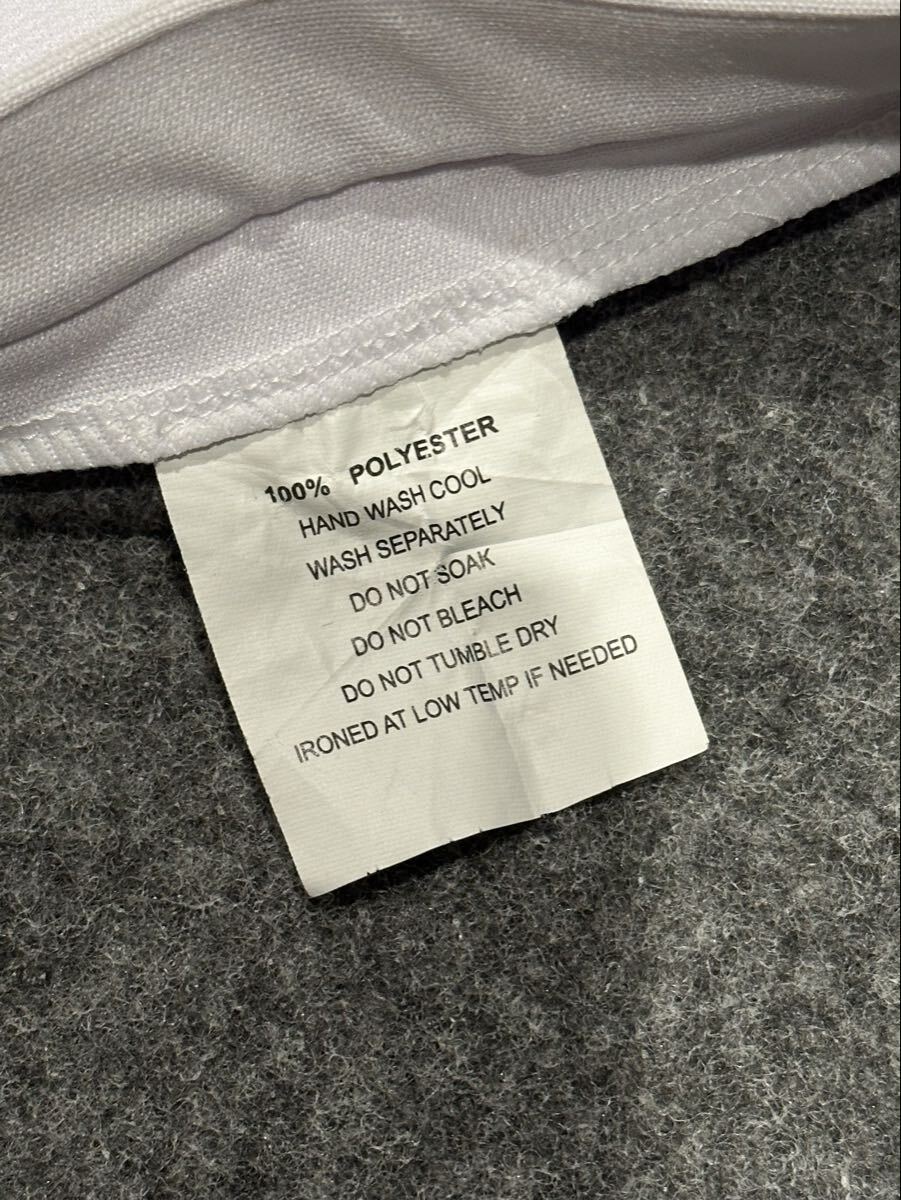 100% POLYESTER
HAND WASH COOL
WASH SEPARATELY
DO NOT SOAK
DO NOT BLEACH
DO NOT TUMBLE DRY
IRONED AT LOW TEMP IF NEEDED